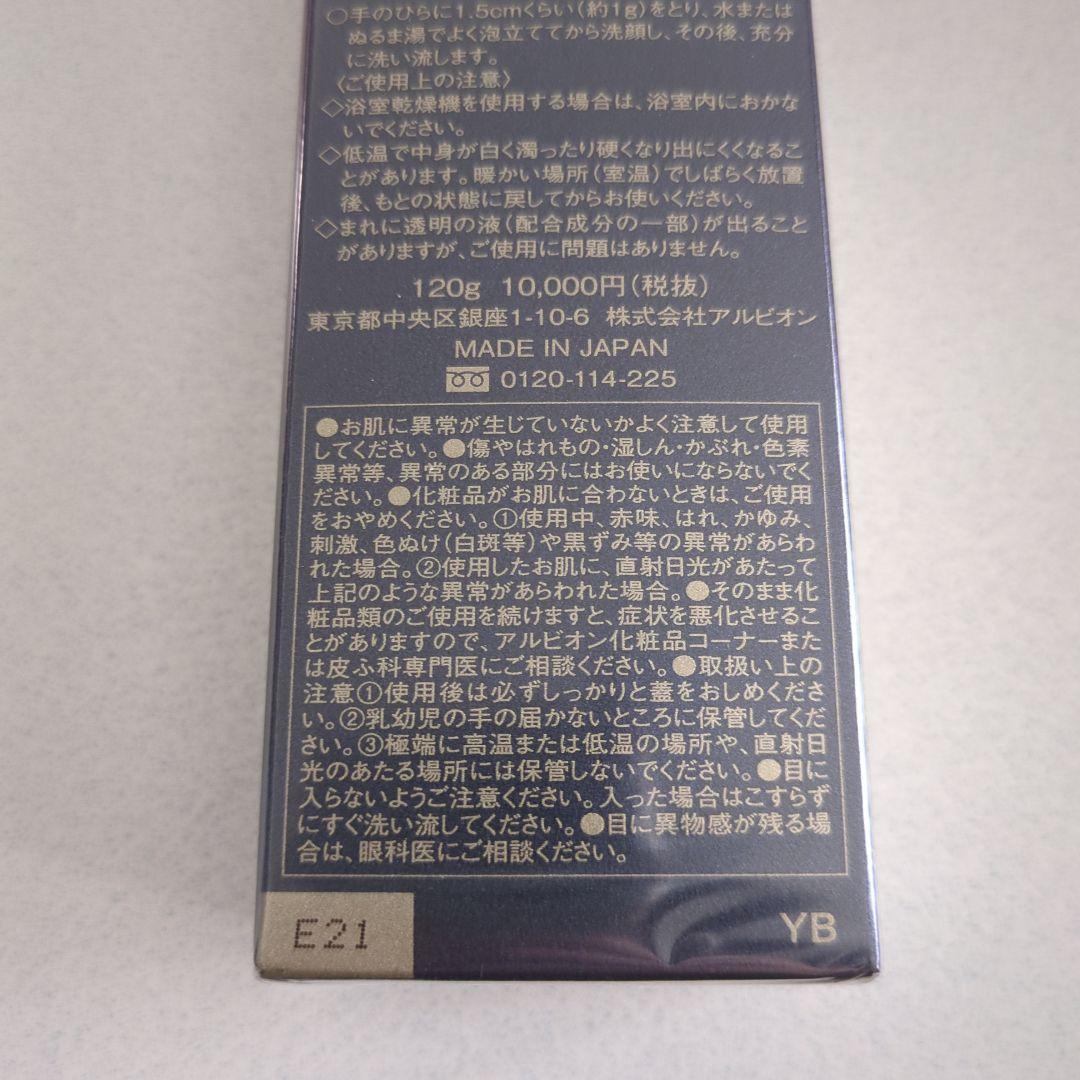 ○手のひらに1.5cmくらい(約1g)をとり、水または
ぬるま湯でよく泡立ててから洗顔し、その後、充分
に洗い流します。
〈ご使用上の注意〉
◇浴室乾燥機を使用する場合は、浴室内におかな
いでください。
◇低温で中身が白く濁ったり硬くなり出にくくなるこ
とがあります。暖かい場所(室温)でしばらく放置
後、もとの状態に戻してからお使いください。
◇まれに透明の液(配合成分の一部)が出ること
がありますが、ご使用に問題はありません。
120g 10,000円(税抜)
東京都中央区銀座1-10-6 株式会社アルビオン
MADE IN JAPAN
0120-114-225
●お肌に異常が生じていないかよく注意して使用
してください。●傷やはれもの・湿しん・かぶれ・色素
異常等、異常のある部分にはお使いにならないでく
ださい。●化粧品がお肌に合わないときは、ご使用
をおやめください。①使用中、赤味、はれ、かゆみ、
刺激、色ぬけ(白斑等)や黒ずみ等の異常があらわ
れた場合。②使用したお肌に、直射日光があたって
上記のような異常があらわれた場合。●そのまま化
粧品類のご使用を続けますと、症状を悪化させるこ
とがありますので、アルビオン化粧品コーナーまた
は皮ふ科専門医にご相談ください。●取扱い上の
注意①使用後は必ずしっかりと蓋をおしめくださ
い。②乳幼児の手の届かないところに保管してくだ
さい。③極端に高温または低温の場所や、直射日
光のあたる場所には保管しないでください。●目に
入らないようご注意ください。入った場合はこすらず
にすぐ洗い流してください。●目に異物感が残る場
合は、眼科医にご相談ください。
E21
YB